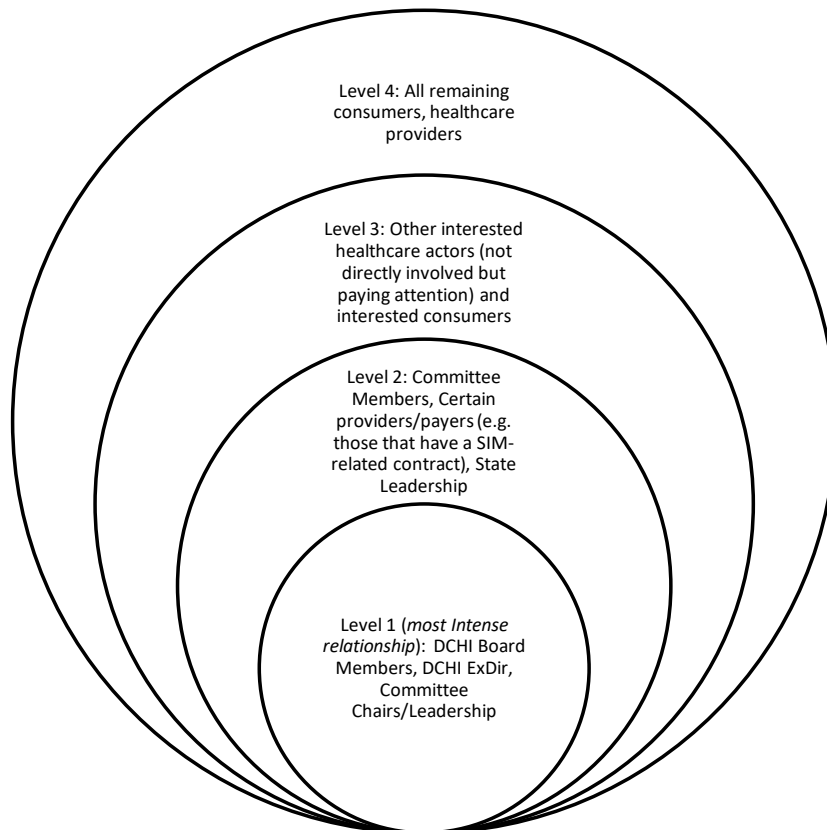 Level 4: All remaining
consumers, healthcare
providers
Level 3: Other interested
healthcare actors (not
directly involved but
paying attention) and
interested consumers
Level 2: Committee
Members, Certain
providers/payers (e.g.
those that have a SIM-
related contract), State
Leadership
Level 1 (most Intense
relationship): DCHI Board
Members, DCHI ExDir,
Committee
Chairs/Leadership